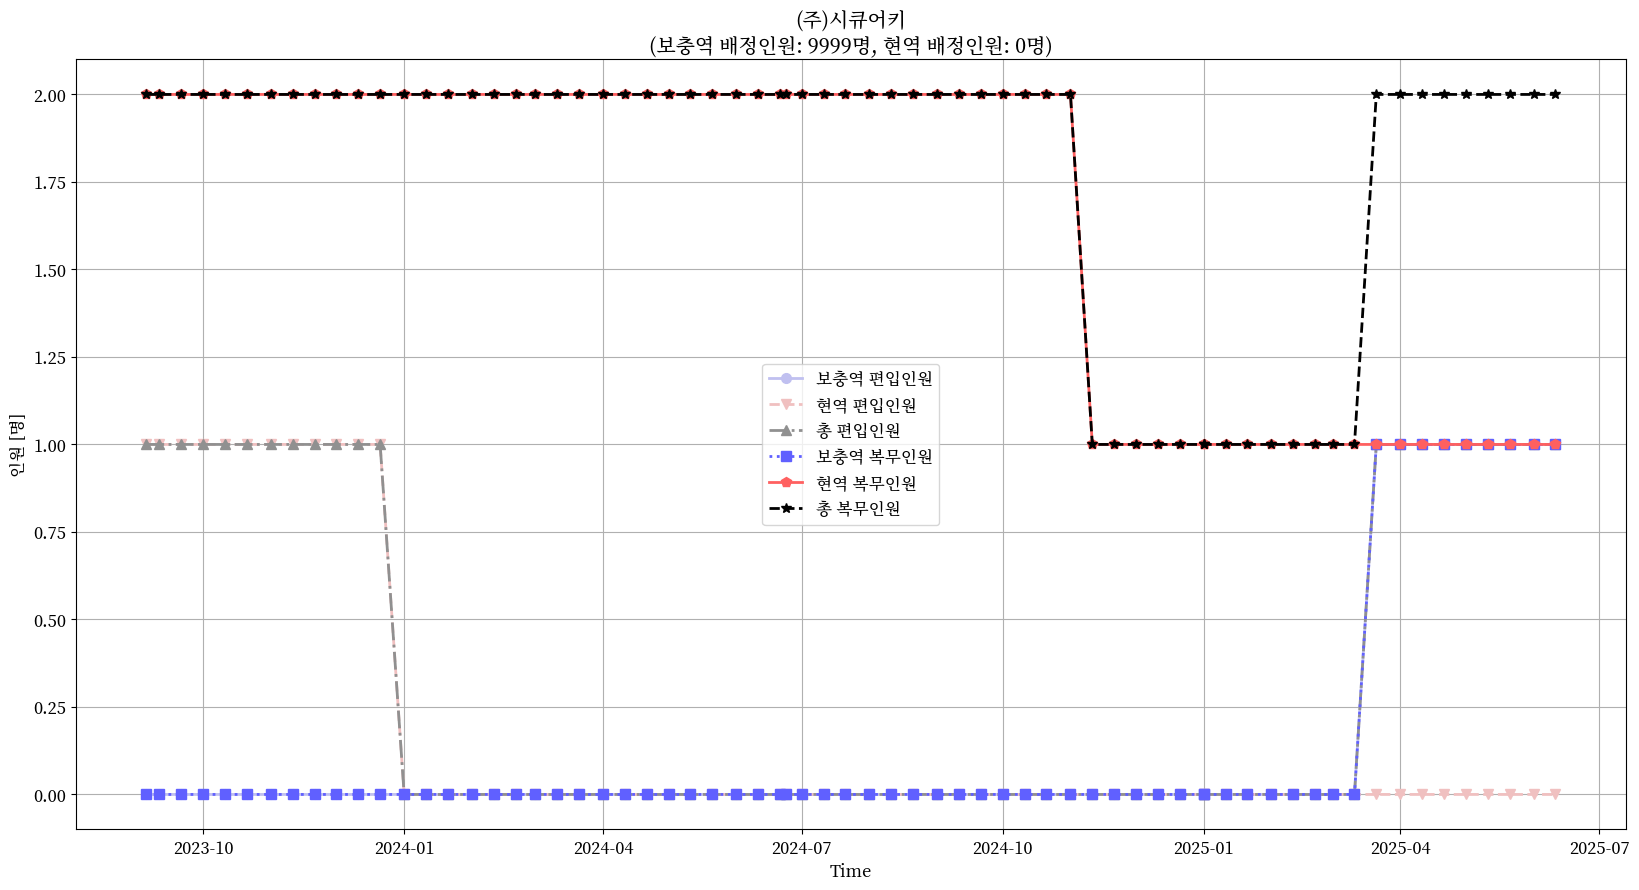 (주)시큐어키
(보충역 배정인원: 9999명, 현역 배정인원: 0명)
2.00
1.75
1.50
1.25
1.00
0.75
0.50
0.25
0.00
인원 [명]
보충역 편입인원
현역 편입인원
총 편입인원
보충역 복무인원
현역 복무인원
총 복무인원
2023-10
2024-01
2024-04
2024-07
2024-10
2025-01
2025-04
2025-07
Time